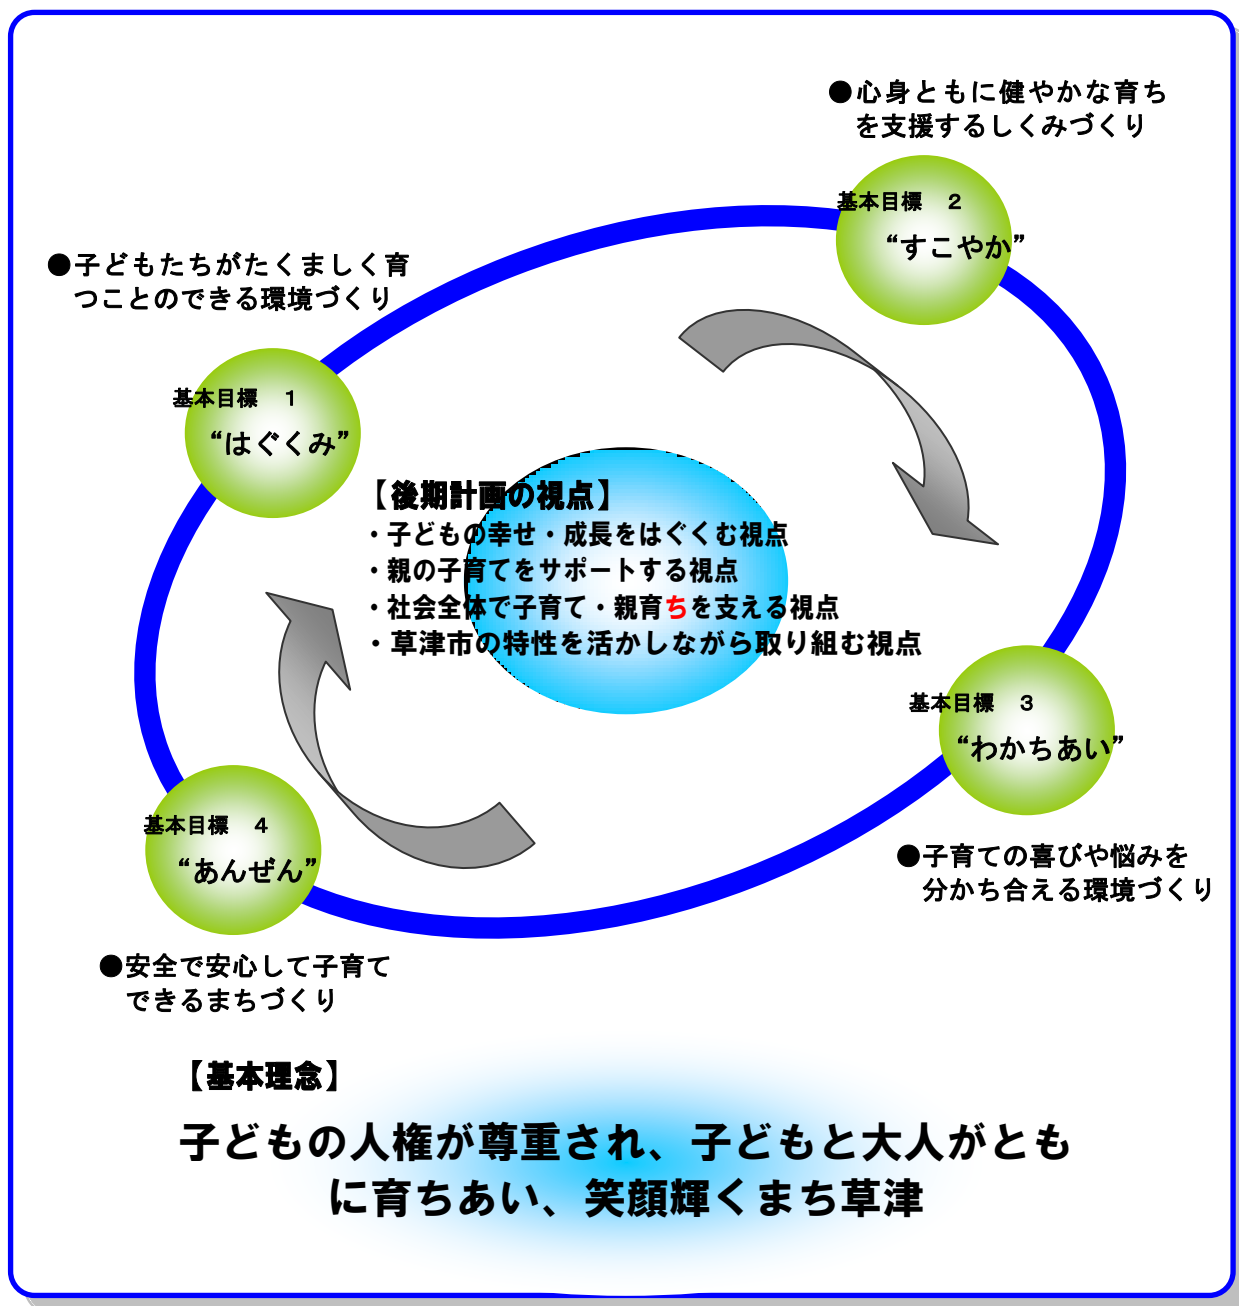 ●心身ともに健やかな育ち
を支援するしくみづくり
基本目標　２
“すこやか”
●子どもたちがたくましく育
つことのできる環境づくり
基本目標　１
“はぐくみ”
【後期計画の視点】
・子どもの幸せ・成長をはぐくむ視点
・親の子育てをサポートする視点
・社会全体で子育て・親育ちを支える視点
・草津市の特性を活かしながら取り組む視点
基本目標　３
“わかちあい”
●子育ての喜びや悩みを
分かち合える環境づくり
基本目標　４
“あんぜん”
●安全で安心して子育て
できるまちづくり
【基本理念】
子どもの人権が尊重され、子どもと大人がとも
に育ちあい、笑顔輝くまち草津